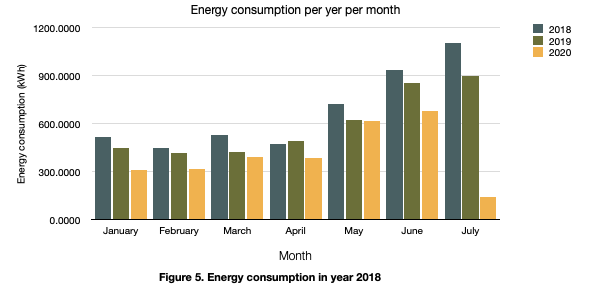 Energy consumption per yer per month
1200.0000
900.0000
600.0000
300.0000
0.0000
Energy consumption (kWh)
January February March April May June July
Month
2018
2019
2020
Figure 5. Energy consumption in year 2018